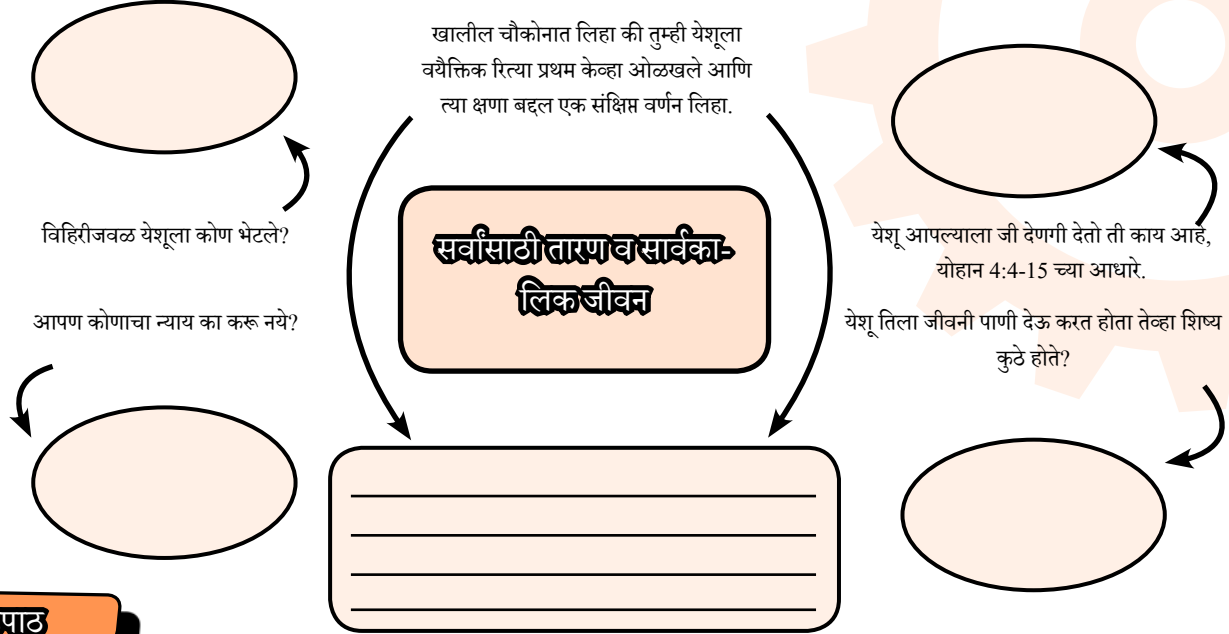 खालील चौकोनात लिहा की तुम्ही येशूला
वयैक्तिक रित्या प्रथम केव्हा ओळखले आणि
त्या क्षणा बद्दल एक संक्षिप्त वर्णन लिहा.
विहिरीजवळ येशूला कोण भेटले?
आपण कोणाचा न्याय का करू नये?
सर्वांसाठी तारण व सार्वका-
लिक जीवन
येशू आपल्याला जी देणगी देतो ती काय आहे,
योहान 4:4-15 च्या आधारे.
येशू तिला जीवनी पाणी देऊ करत होता तेव्हा शिष्य
कुठे होते?
पाठ